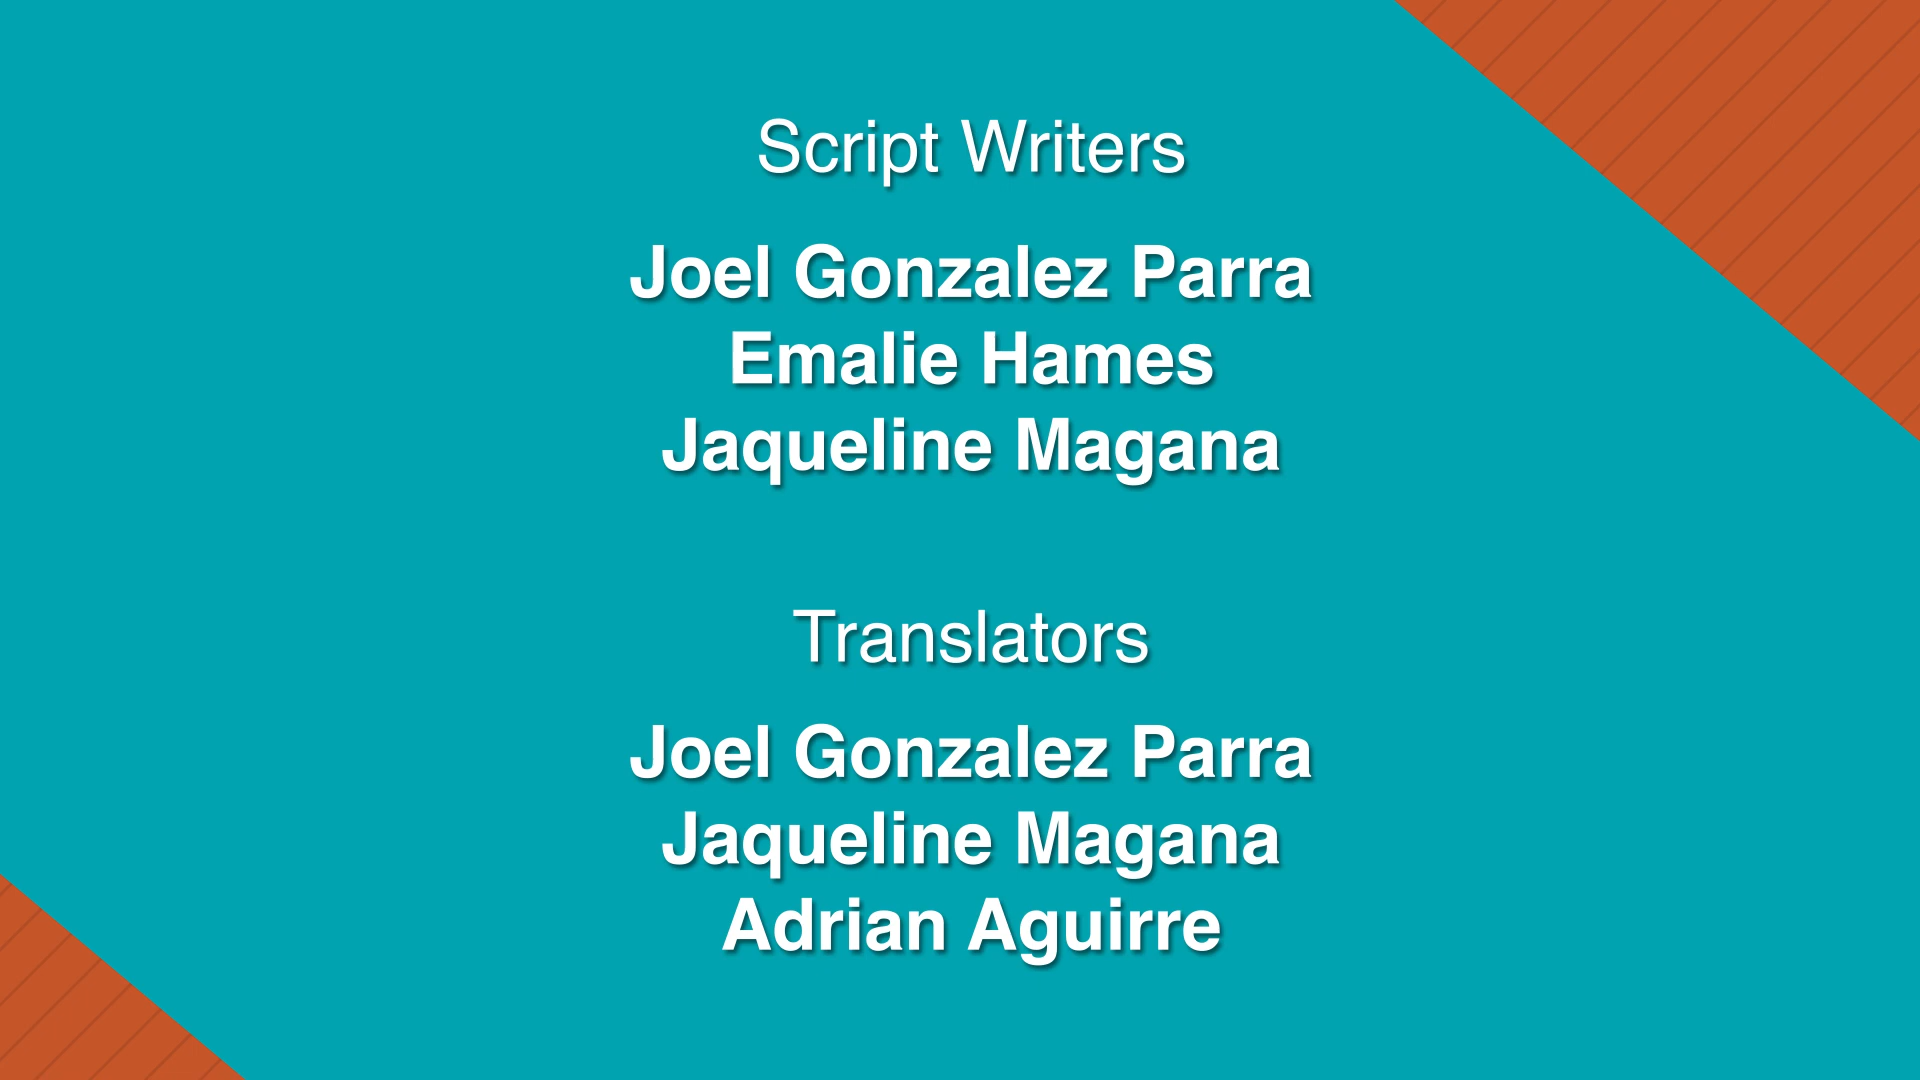 Script Writers
Joel Gonzalez Parra
Emalie Hames
Jaqueline Magana
Translators
Joel Gonzalez Parra
Jaqueline Magana
Adrian Aguirre